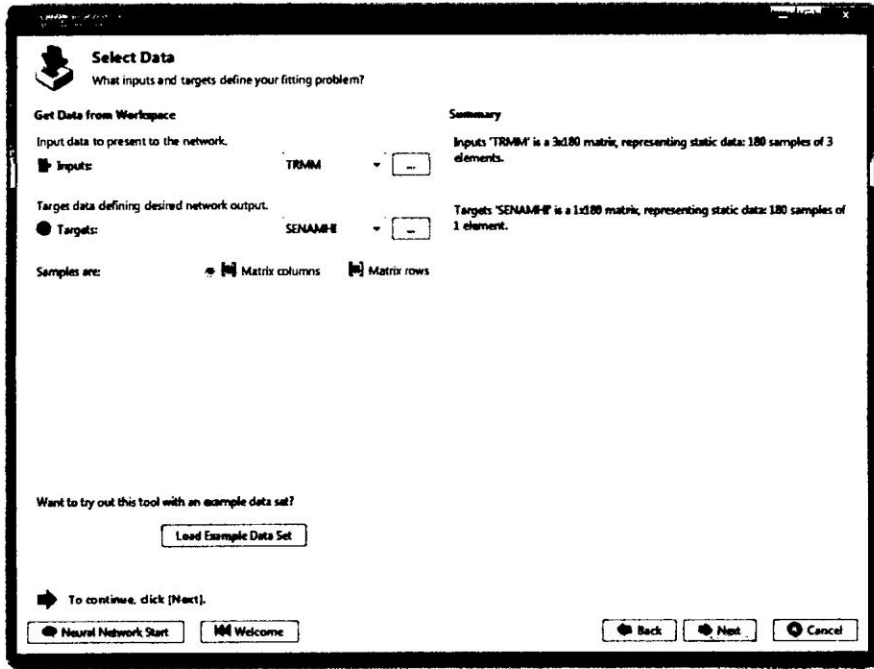 Select Data
What inputs and targets define your fitting problem?
Get Data from Workspace
Input data to present to the network.
Inputs: TRMM ...
Target data defining desired network output.
Targets: SENAMHI ...
Samples are: Matrix columns Matrix rows
Summary
Inputs 'TRMM' is a 3x180 matrix, representing static data: 180 samples of 3
elements.
Targets 'SENAMHI' is a 1x180 matrix, representing static data: 180 samples of
1 element.
Want to try out this tool with an example data set?
Load Example Data Set
To continue, click [Next].
Neural Network Start Welcome Back Next Cancel